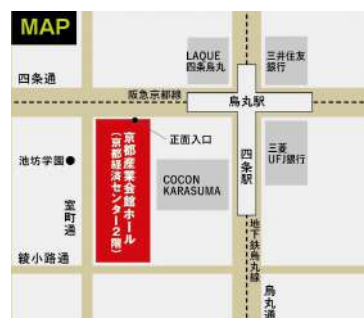 MAP
LAQUE
四条烏丸
三井住友
銀行
四条通
阪急京都線
烏丸駅
正面入口
池坊学園
京都産業会館ホール
(京都経済センター2階)
四条駅
三菱
UFJ銀行
COCON
KARASUMA
室町通
地下鉄烏丸線
綾小路通
烏丸通